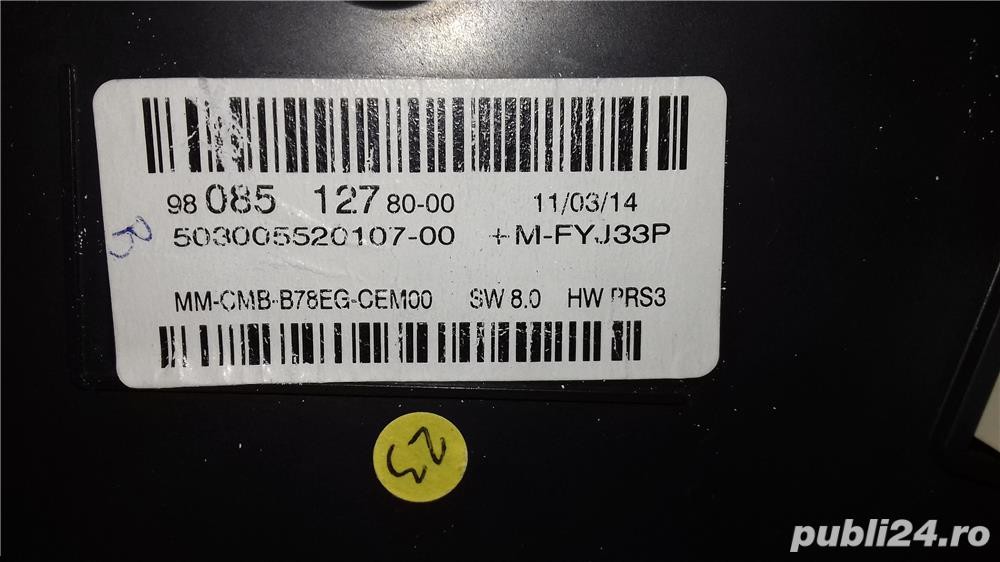 98 085 127 80-00 11/03/14
503005520107-00 +M-FYJ33P
MM-CMB-B78EG-CEM00 SW 8.0 HW PRS3
23
publi24.ro